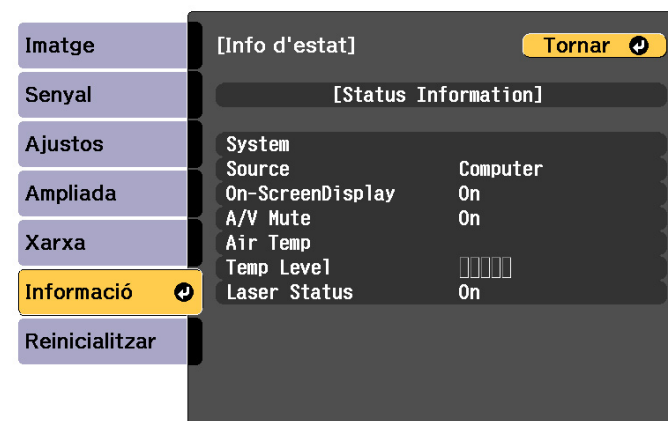 Imatge
Senyal
Ajustos
Ampliada
Xarxa
Informació
Reinicialitzar
[Info d'estat] Tornar
[Status Information]
System
Source Computer
On-ScreenDisplay On
A/V Mute On
Air Temp
Temp Level
Laser Status On